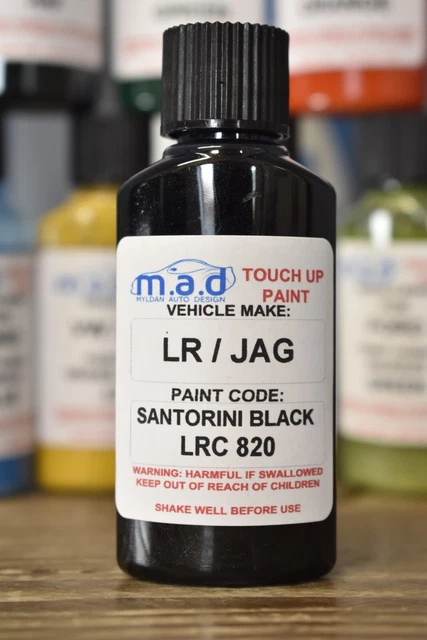 m.a.d
MYLDAN AUTO DESIGN
TOUCH UP
PAINT
VEHICLE MAKE:
LR / JAG
PAINT CODE:
SANTORINI BLACK
LRC 820
WARNING: HARMFUL IF SWALLOWED
KEEP OUT OF REACH OF CHILDREN
SHAKE WELL BEFORE USE